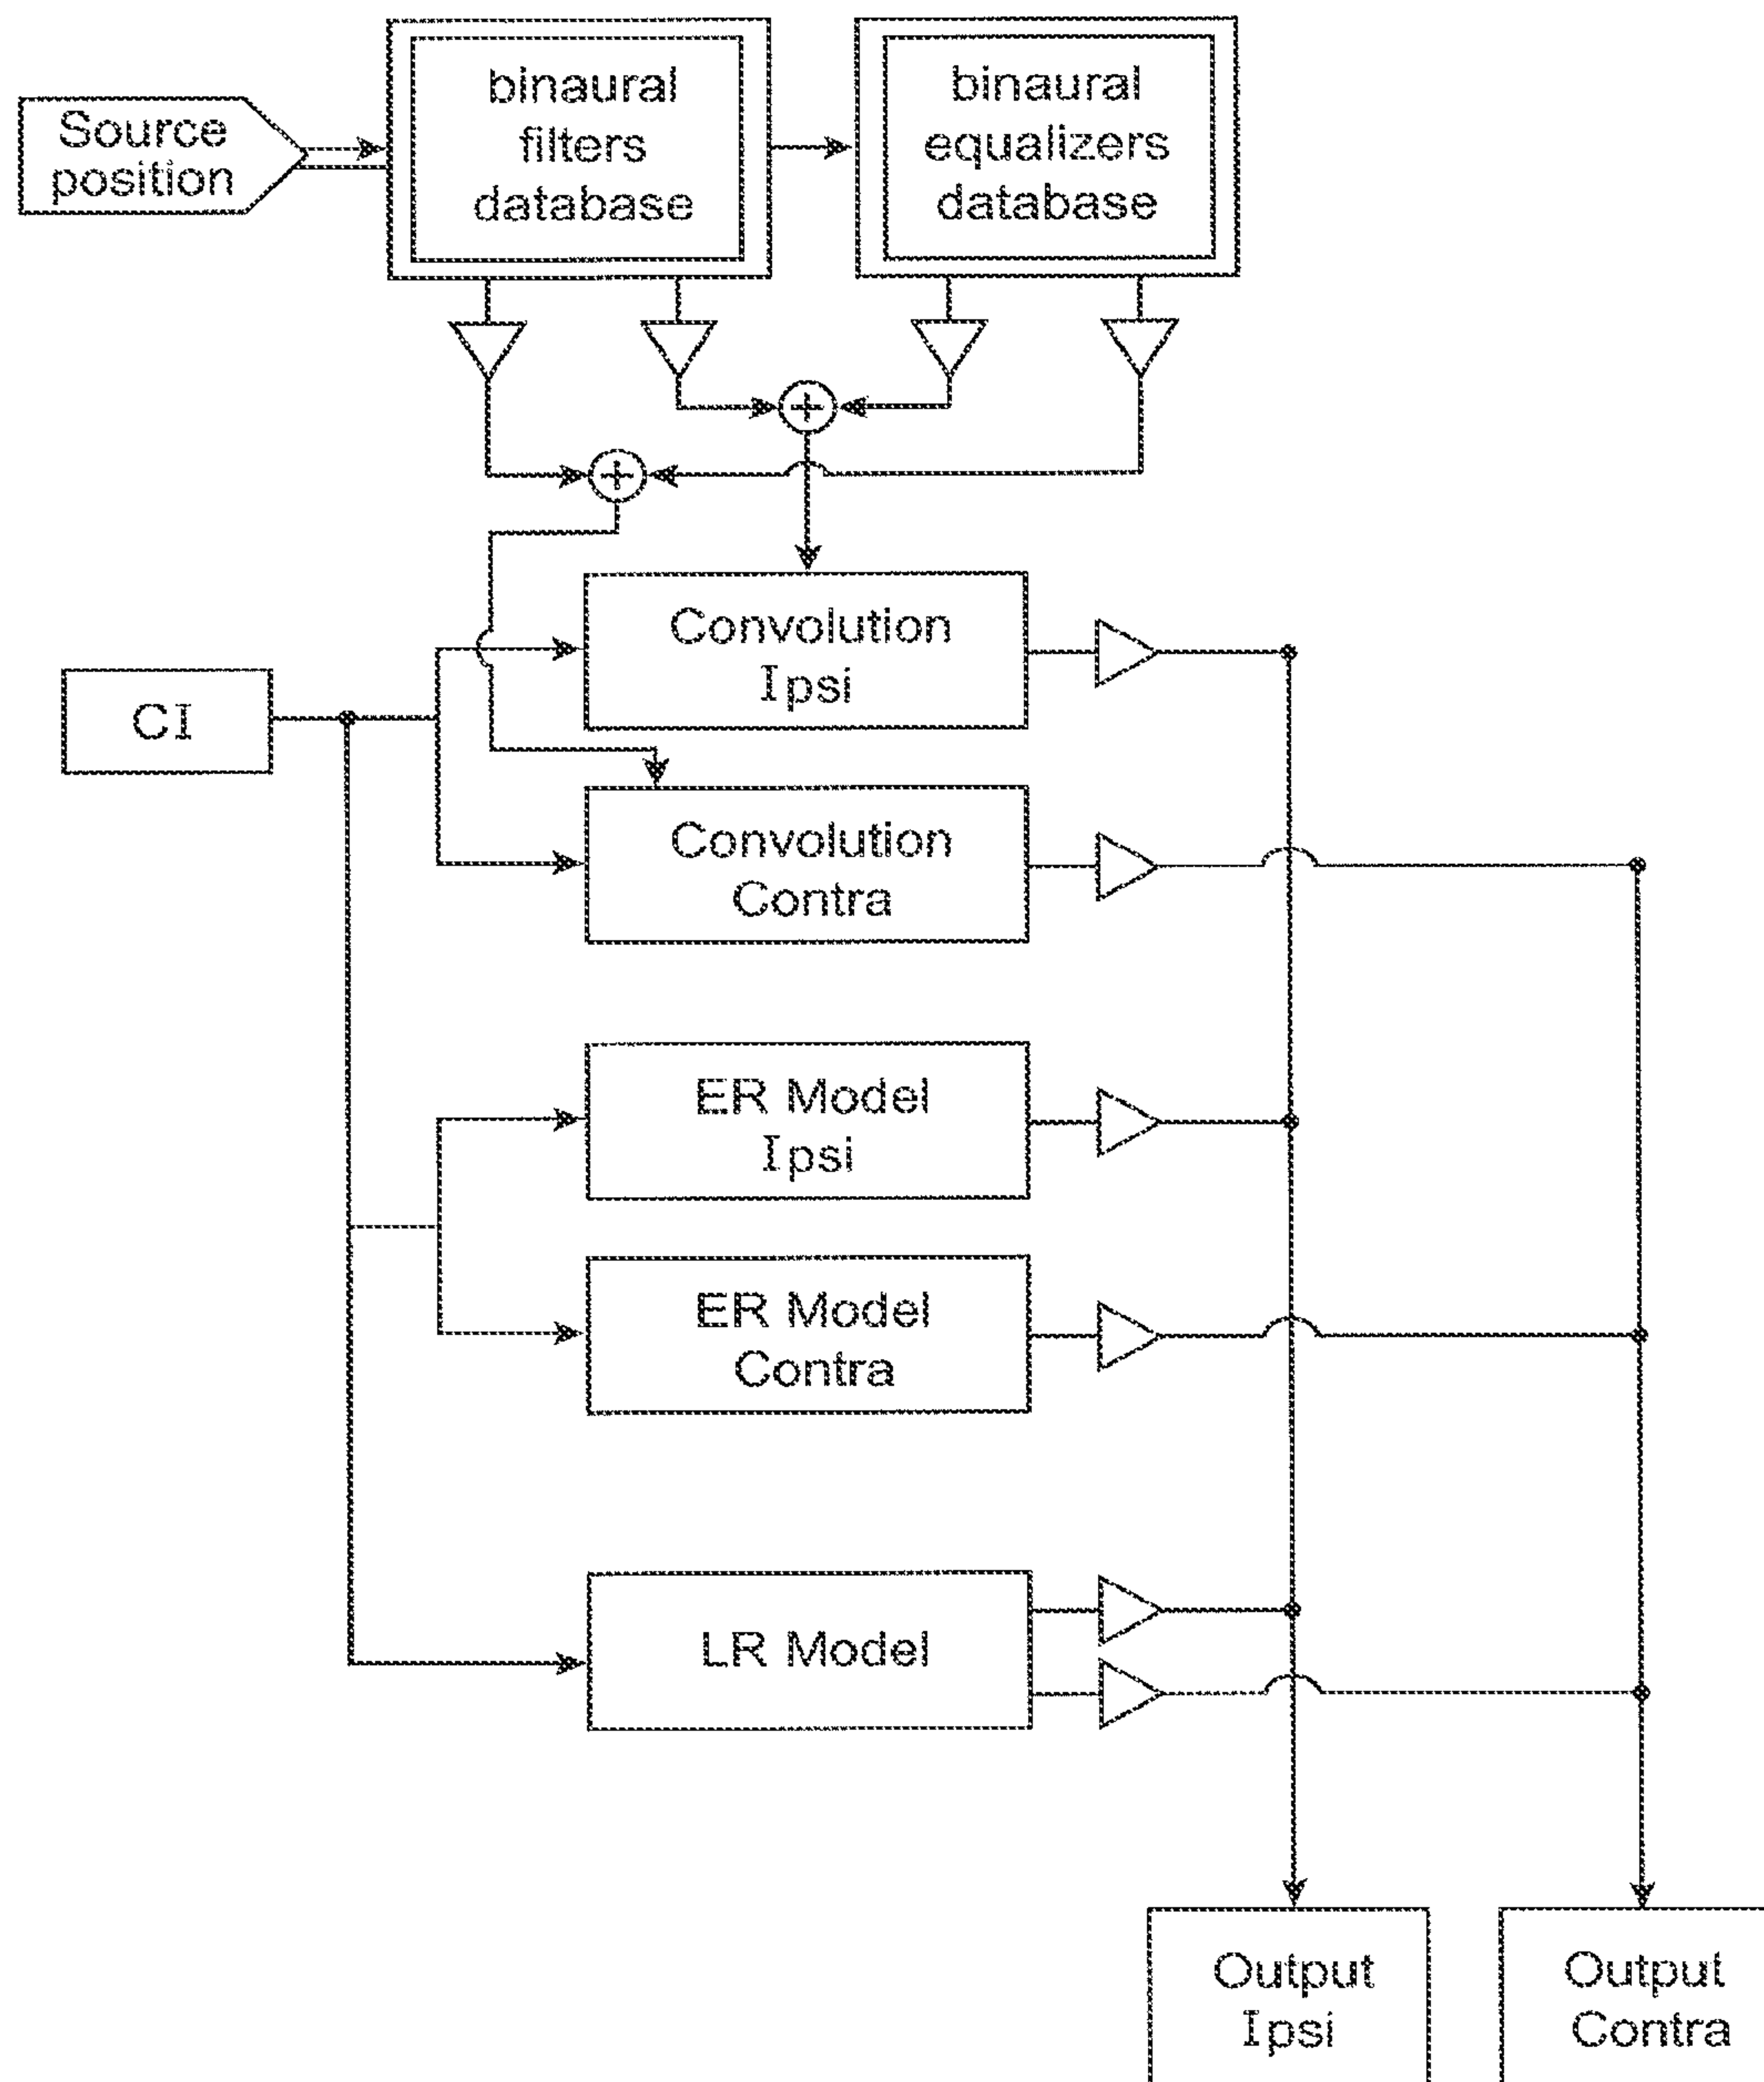 Source
position
binaural
filters
database
binaural
equalizers
database
Convolution
Ipsi
CI
Convolution
Contra
ER Model
Ipsi
ER Model
Contra
LR Model
Output
Ipsi
Output
Contra